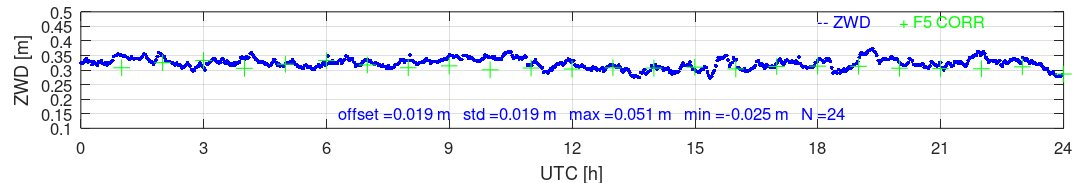 0.5
0.45
0.4
0.35
0.3
0.25
0.2
0.15
0.1
ZWD [m]
-- ZWD + F5 CORR
offset =0.019 m std =0.019 m max =0.051 m min =-0.025 m N =24
0 3 6 9 12 15 18 21 24
UTC [h]